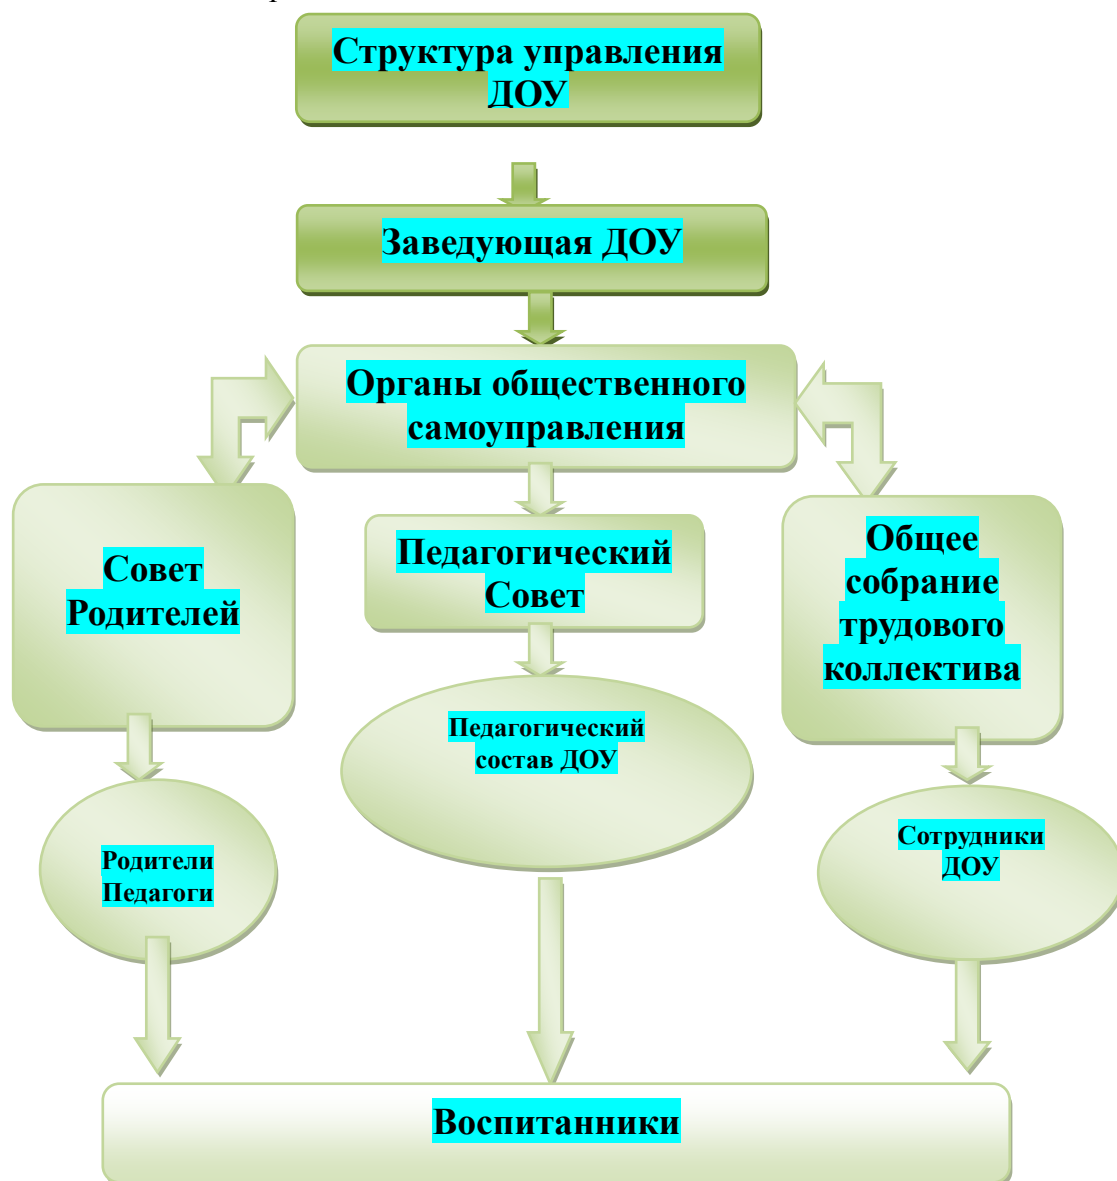 Структура управления
ДОУ
Заведующая ДОУ
Органы общественного
самоуправления
Совет
Родителей
Педагогический
Совет
Общее
собрание
трудового
коллектива
Педагогический
состав ДОУ
Родители
Педагоги
Сотрудники
ДОУ
Воспитанники